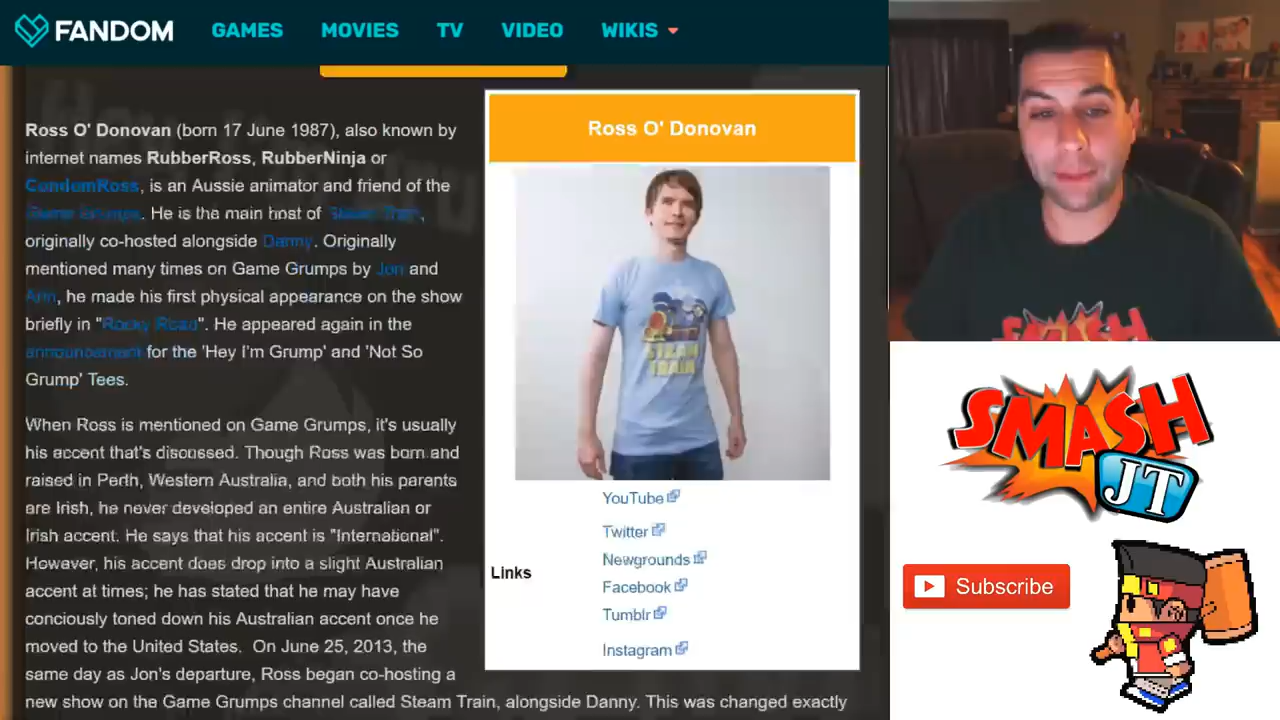 FANDOM GAMES MOVIES TV VIDEO WIKIS
Ross O' Donovan (born 17 June 1987), also known by
internet names RubberRoss, RubberNinja or
CondomRoss, is an Aussie animator and friend of the
Game Grumps. He is the main host of Steam Train,
originally co-hosted alongside Danny. Originally
mentioned many times on Game Grumps by Jon and
Arin, he made his first physical appearance on the show
briefly in "Rocky Road". He appeared again in the
announcement for the 'Hey I'm Grump' and 'Not So
Grump' Tees.
When Ross is mentioned on Game Grumps, it's usually
his accent that's discussed. Though Ross was born and
raised in Perth, Western Australia, and both his parents
are Irish, he never developed an entire Australian or
Irish accent. He says that his accent is "International".
However, his accent does drop into a slight Australian
accent at times; he has stated that he may have
conciously toned down his Australian accent once he
moved to the United States. On June 25, 2013, the
same day as Jon's departure, Ross began co-hosting a
new show on the Game Grumps channel called Steam Train, alongside Danny. This was changed exactly
Ross O' Donovan
STEAM
TRAIN
Links
YouTube
Twitter
Newgrounds
Facebook
Tumblr
Instagram
SMASH
SMASH
JT
Subscribe